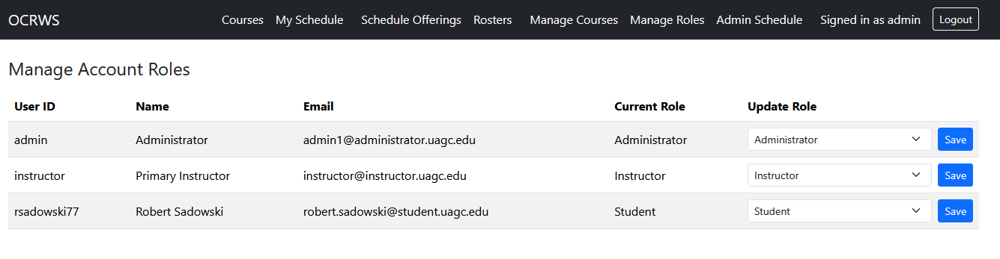 OCRWS Courses My Schedule Schedule Offerings Rosters Manage Courses Manage Roles Admin Schedule Signed in as admin Logout
Manage Account Roles
User ID Name Email Current Role Update Role
admin Administrator admin1@administrator.uagc.edu Administrator Administrator Save
instructor Primary Instructor instructor@instructor.uagc.edu Instructor Instructor Save
rsadowski77 Robert Sadowski robert.sadowski@student.uagc.edu Student Student Save